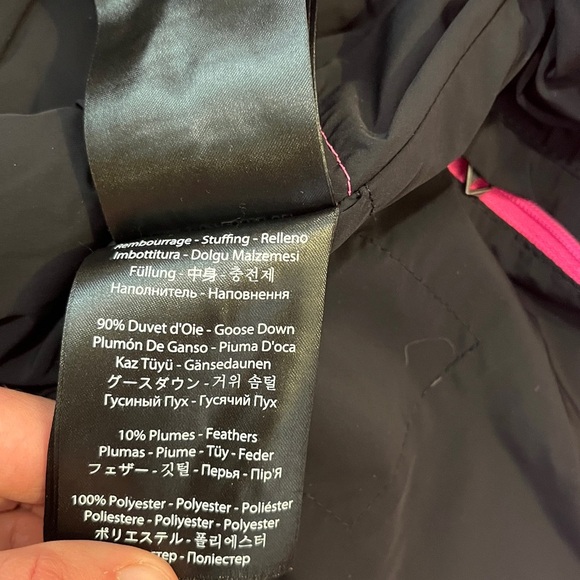 Rembourrage - Stuffing - Relleno
Imbottitura - Dolgu Malzemesi
Füllung - 中身 - 충전제
Наполнитель - Наповнення
90% Duvet d'Oie - Goose Down
Plumón De Ganso - Piuma D'oca
Kaz Tüyü - Gänsedaunen
グースダウン - 거위 솜털
Гусиный Пух - Гусячий Пух
10% Plumes - Feathers
Plumas - Piume - Tüy - Feder
フェザー - 깃털 - Перья - Пір'Я
100% Polyester - Polyester - Poliéster
Poliestere - Polyester - Polyester
ポリエステル - 폴리에스터
- Поліестер